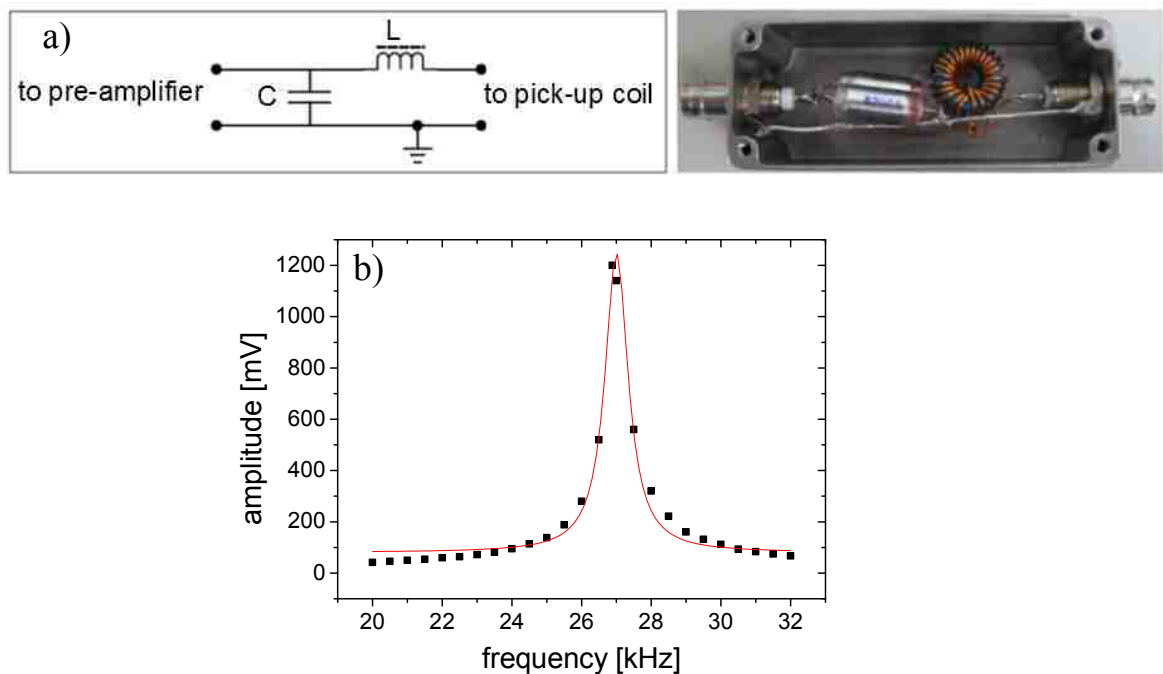 a)
L
to pre-amplifier
C
to pick-up coil
b)
1200
1000
800
600
400
200
0
amplitude [mV]
20 22 24 26 28 30 32
frequency [kHz]